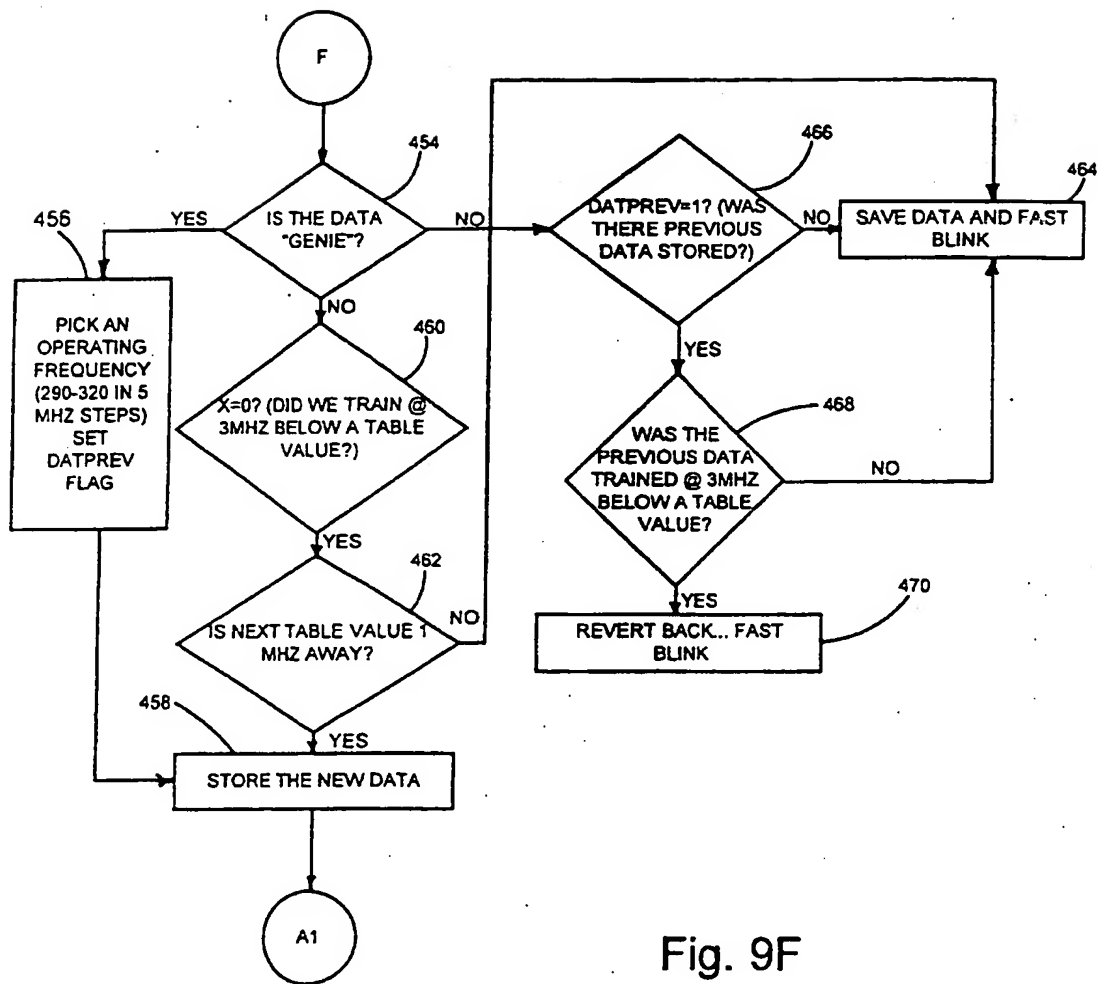 F
454
IS THE DATA
"GENIE"?
YES
NO
NO
456
PICK AN
OPERATING
FREQUENCY
(290-320 IN 5
MHZ STEPS)
SET
DATPREV
FLAG
460
X=0? (DID WE TRAIN @
3MHZ BELOW A TABLE
VALUE?)
YES
462
IS NEXT TABLE VALUE 1
MHZ AWAY?
NO
YES
458
STORE THE NEW DATA
A1
466
DATPREV=1? (WAS
THERE PREVIOUS
DATA STORED?)
NO
YES
464
SAVE DATA AND FAST
BLINK
468
WAS THE
PREVIOUS DATA
TRAINED @ 3MHZ
BELOW A TABLE
VALUE?
NO
YES
470
REVERT BACK... FAST
BLINK
Fig. 9F